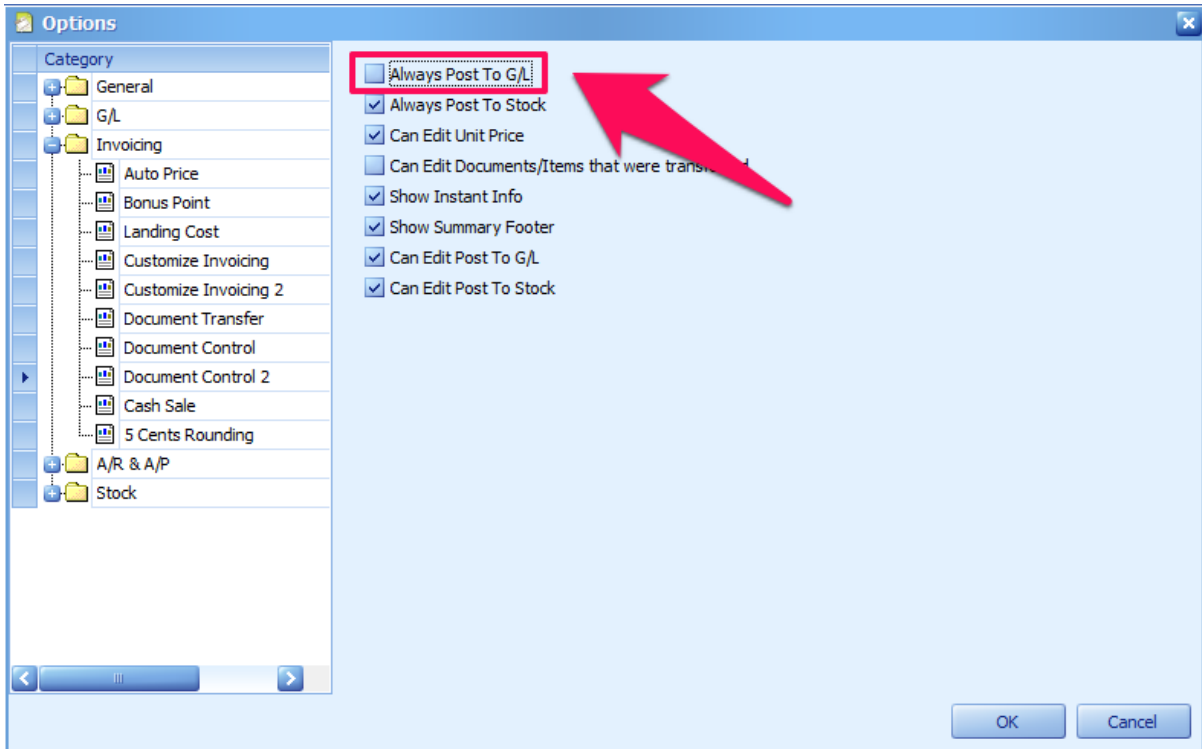 Options
Category
General
G/L
Invoicing
Auto Price
Bonus Point
Landing Cost
Customize Invoicing
Customize Invoicing 2
Document Transfer
Document Control
Document Control 2
Cash Sale
5 Cents Rounding
A/R & A/P
Stock
Always Post To G/L
Always Post To Stock
Can Edit Unit Price
Can Edit Documents/Items that were
Show Instant Info
Show Summary Footer
Can Edit Post To G/L
Can Edit Post To Stock
OK
Cancel